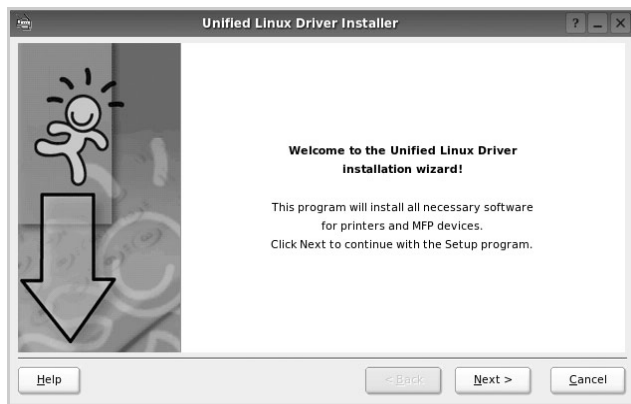 Unified Linux Driver Installer
Welcome to the Unified Linux Driver
installation wizard!
This program will install all necessary software
for printers and MFP devices.
Click Next to continue with the Setup program.
Help
< Back
Next >
Cancel